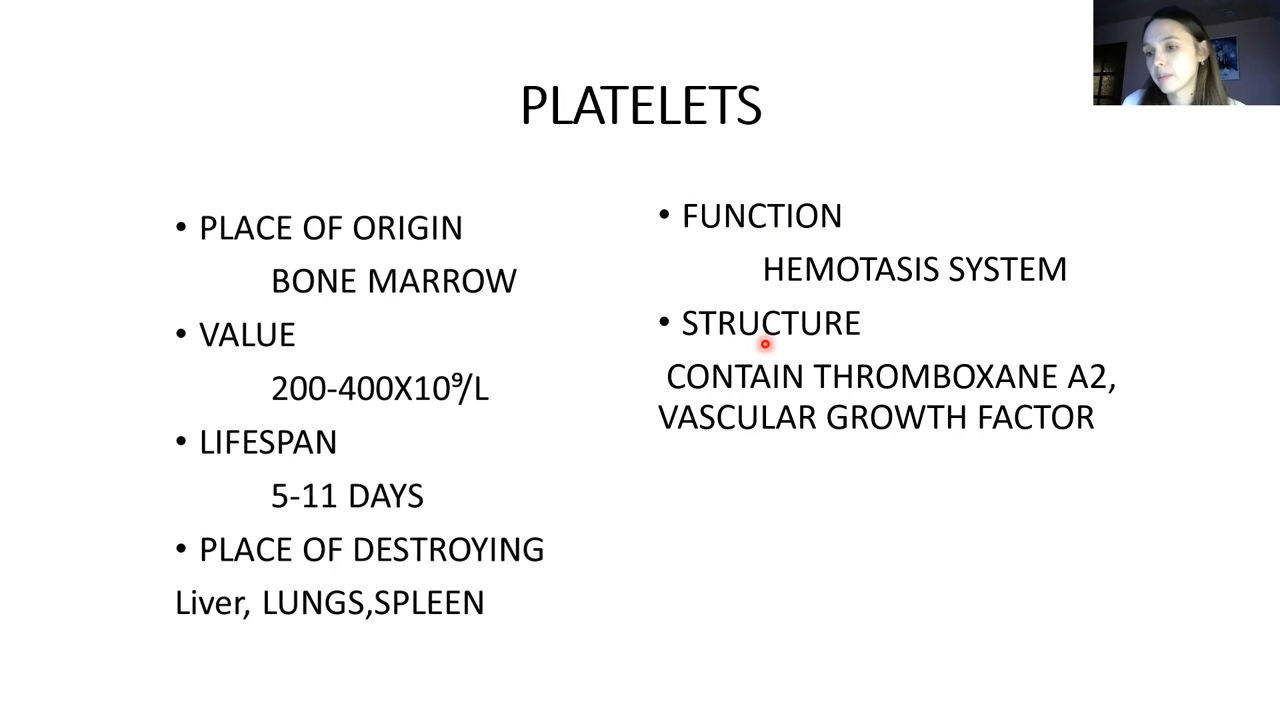 PLATELETS
• PLACE OF ORIGIN
BONE MARROW
• VALUE
200-400X10⁹/L
• LIFESPAN
5-11 DAYS
• PLACE OF DESTROYING
Liver, LUNGS,SPLEEN
• FUNCTION
HEMOTASIS SYSTEM
• STRUCTURE
CONTAIN THROMBOXANE A2,
VASCULAR GROWTH FACTOR